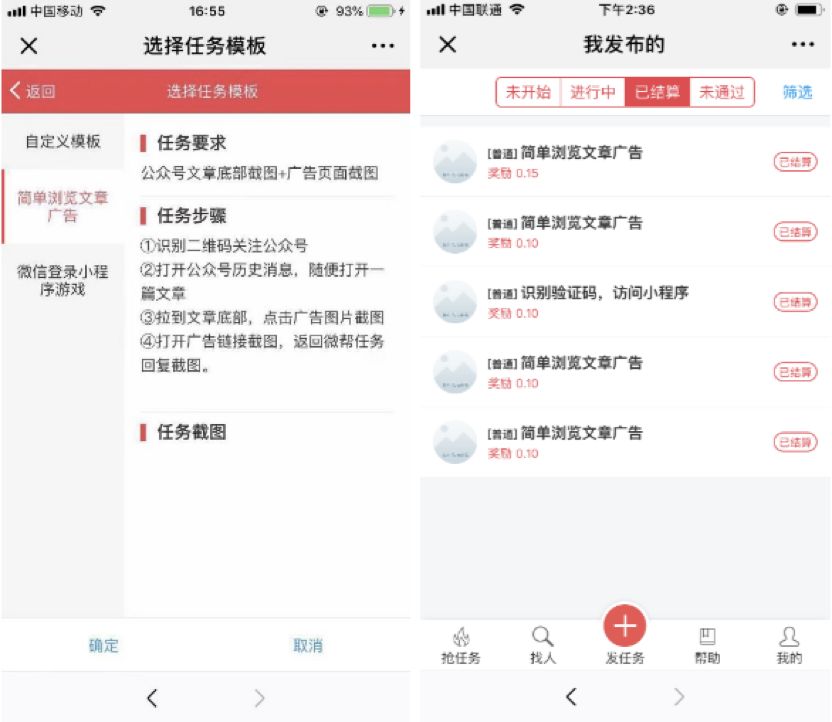 中国移动
16:55
93%
选择任务模板
返回
选择任务模板
自定义模板
简单浏览文章
广告
微信登录小程
序游戏
任务要求
公众号文章底部截图+广告页面截图
任务步骤
①识别二维码关注公众号
②打开公众号历史消息，随便打开一
篇文章
③拉到文章底部，点击广告图片截图
④打开广告链接截图，返回微帮任务
回复截图。
任务截图
确定
取消
中国联通
下午2:36
我发布的
未开始
进行中
已结算
未通过
筛选
[普通] 简单浏览文章广告
奖励 0.15
已结算
[普通] 简单浏览文章广告
奖励 0.10
已结算
[普通] 识别验证码，访问小程序
奖励 0.10
已结算
[普通] 简单浏览文章广告
奖励 0.10
已结算
[普通] 简单浏览文章广告
奖励 0.10
已结算
抢任务
找人
发任务
帮助
我的